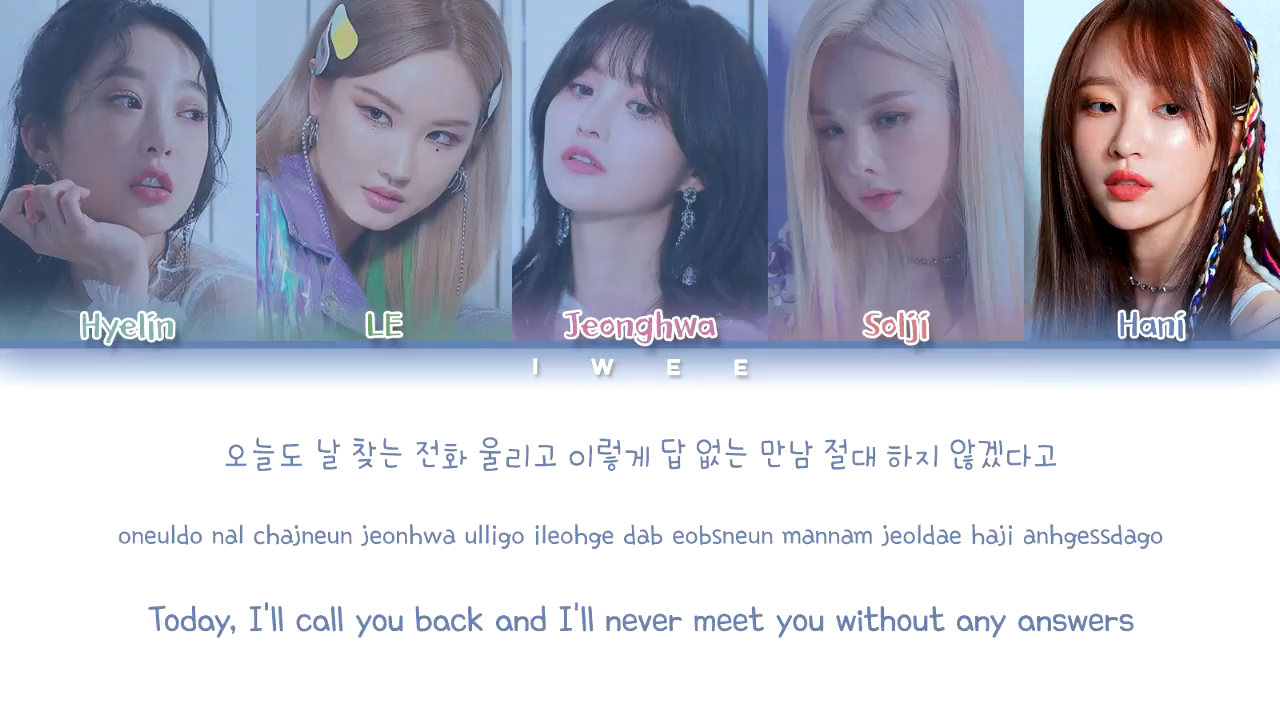 Hyelin LE Jeonghwa Solji Hani
I W E E
오늘도 날 찾는 전화 울리고 이렇게 답 없는 만남 절대 하지 않겠다고
oneuldo nal chajneun jeonhwa ulligo ileohge dab eobsneun mannam jeoldae haji anhgessdago
Today, I'll call you back and I'll never meet you without any answers